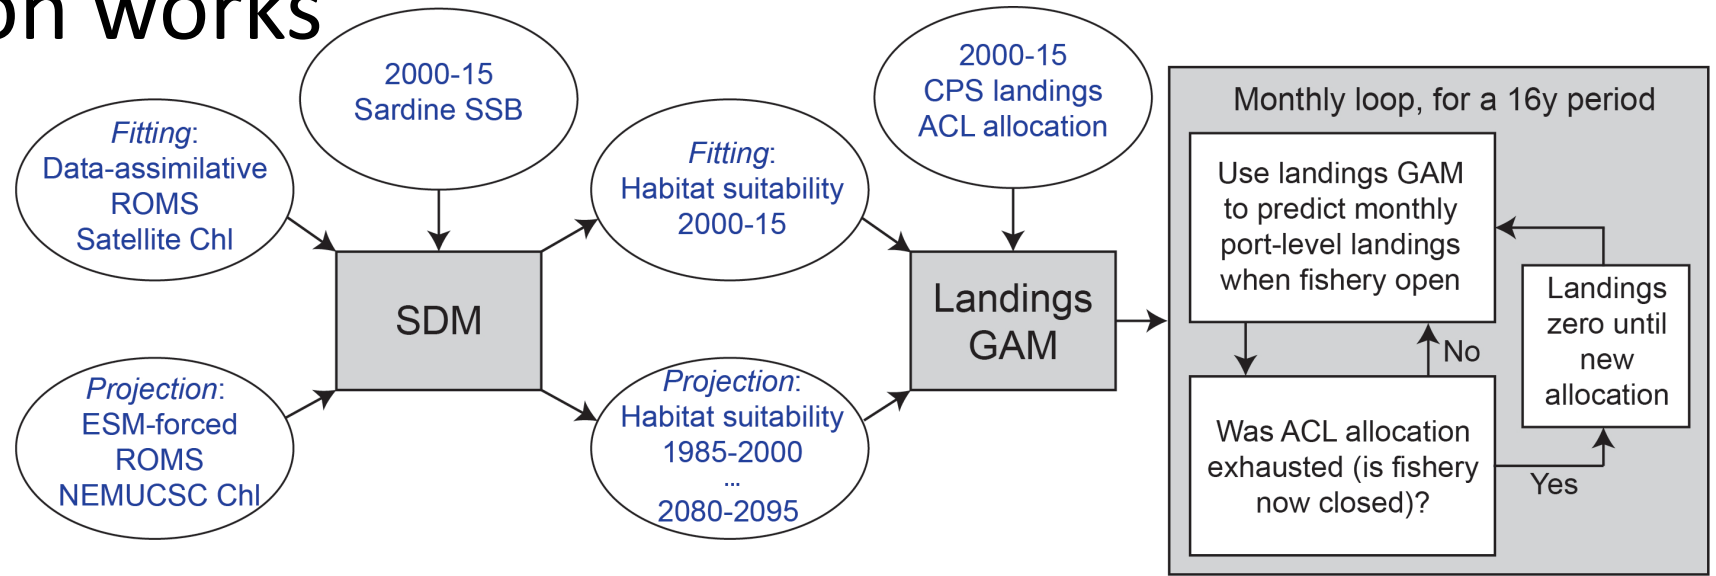 on works
Fitting:
Data-assimilative
ROMS
Satellite Chl
2000-15
Sardine SSB
Projection:
ESM-forced
ROMS
NEMUCSC Chl
SDM
Fitting:
Habitat suitability
2000-15
Projection:
Habitat suitability
1985-2000
...
2080-2095
2000-15
CPS landings
ACL allocation
Landings
GAM
Monthly loop, for a 16y period
Use landings GAM
to predict monthly
port-level landings
when fishery open
No
Was ACL allocation
exhausted (is fishery
now closed)?
Yes
Landings
zero until
new
allocation